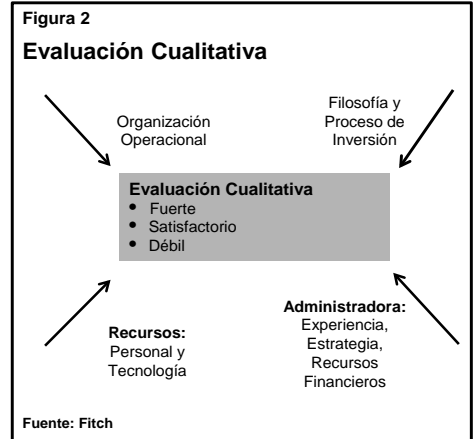 Figura 2
Evaluación Cualitativa
Organización
Operacional
Filosofía y
Proceso de
Inversión
Evaluación Cualitativa
• Fuerte
• Satisfactorio
• Débil
Recursos:
Personal y
Tecnología
Administradora:
Experiencia,
Estrategia,
Recursos
Financieros
Fuente: Fitch